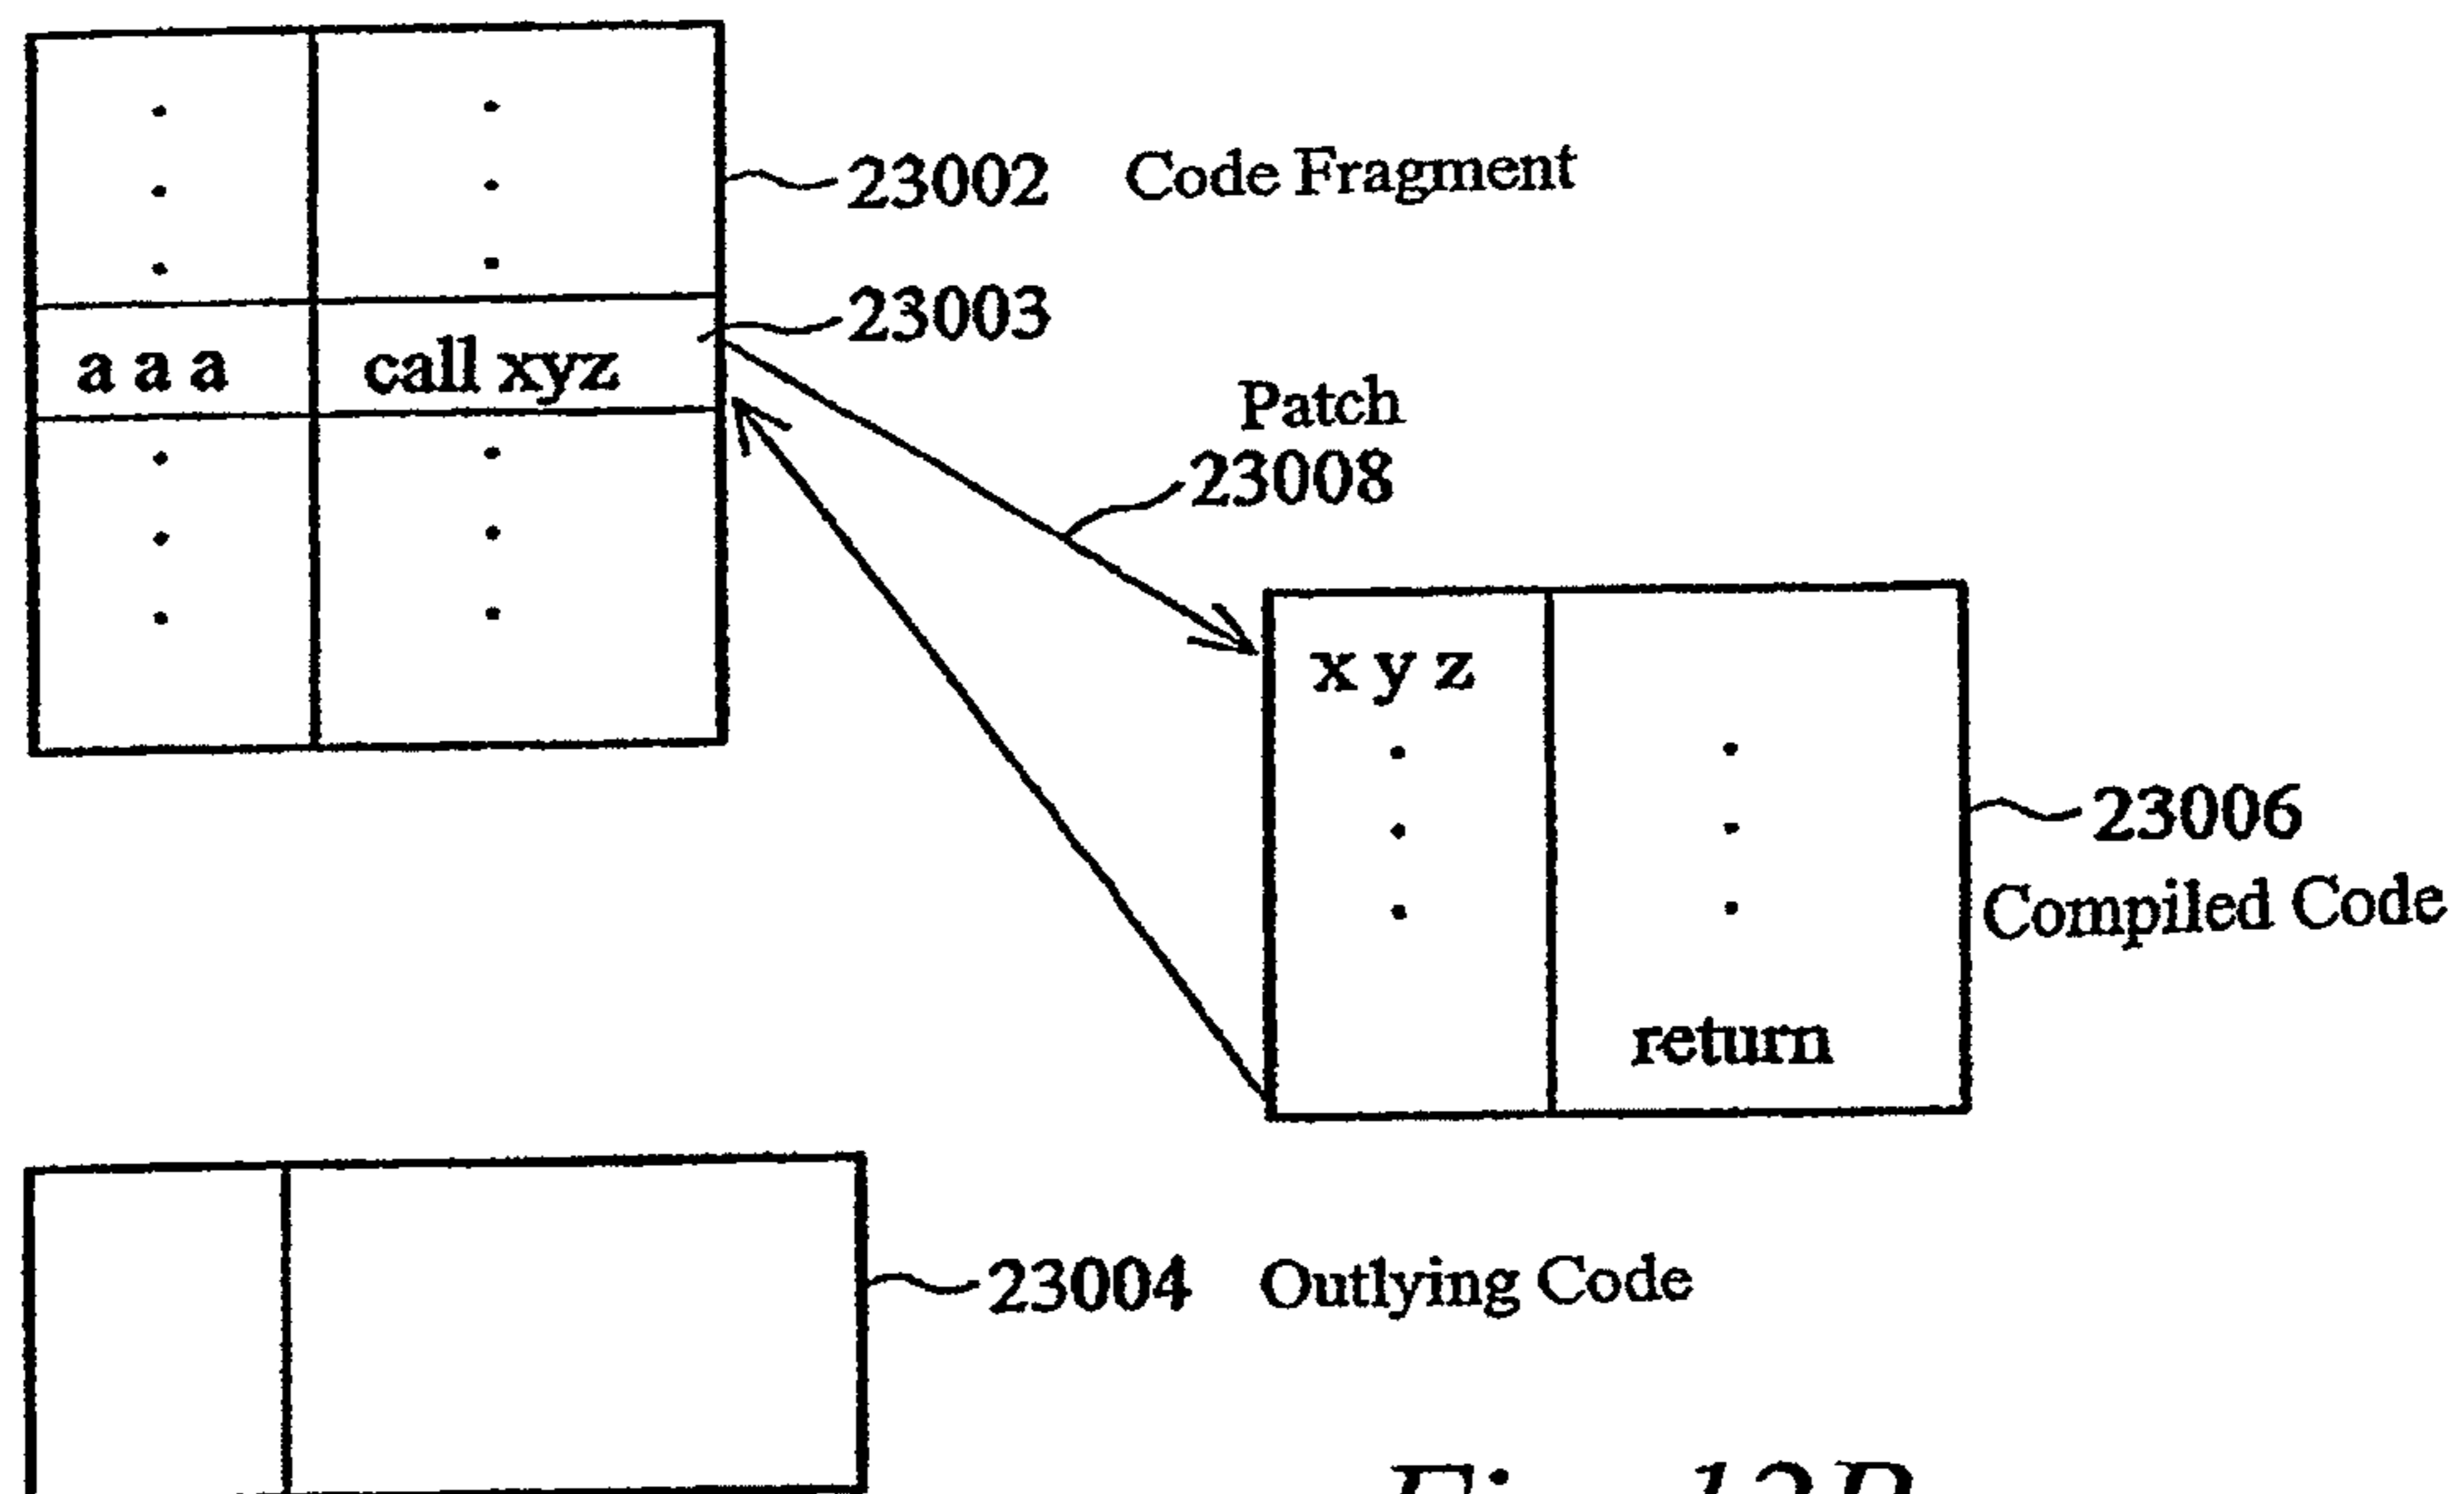 23002 Code Fragment
23003
a a a call xyz
Patch
23008
x y z
23006
Compiled Code
return
23004 Outlying Code